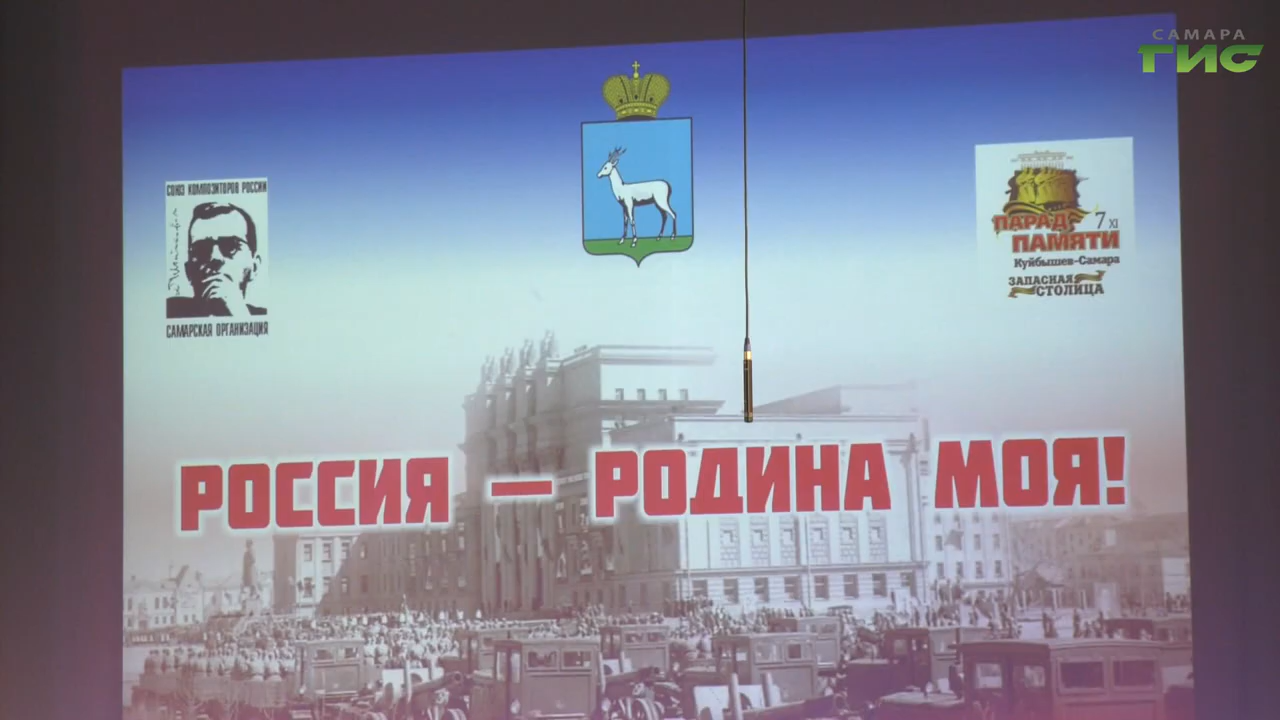 САМАРА
ГИС
СОЮЗ КОМПОЗИТОРОВ РОССИИ
САМАРСКАЯ ОРГАНИЗАЦИЯ
ПАРАД
7 XI
ПАМЯТИ
Куйбышев-Самара
ЗАПАСНАЯ
СТОЛИЦА
РОССИЯ – РОДИНА МОЯ!